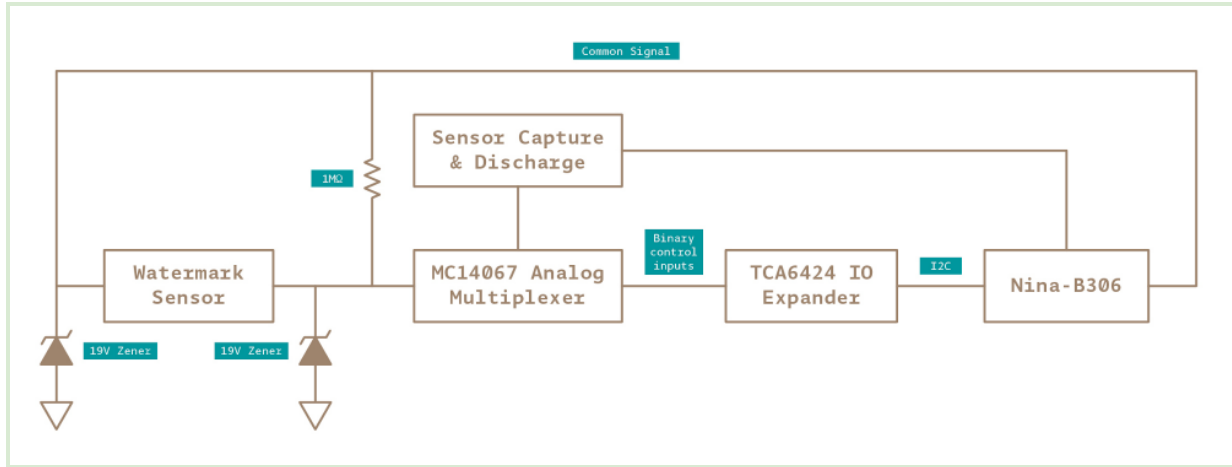 Common Signal
Sensor Capture
& Discharge
1MΩ
Binary
control
inputs
Watermark
Sensor
MC14067 Analog
Multiplexer
TCA6424 IO
Expander
I2C
Nina-B306
19V Zener
19V Zener